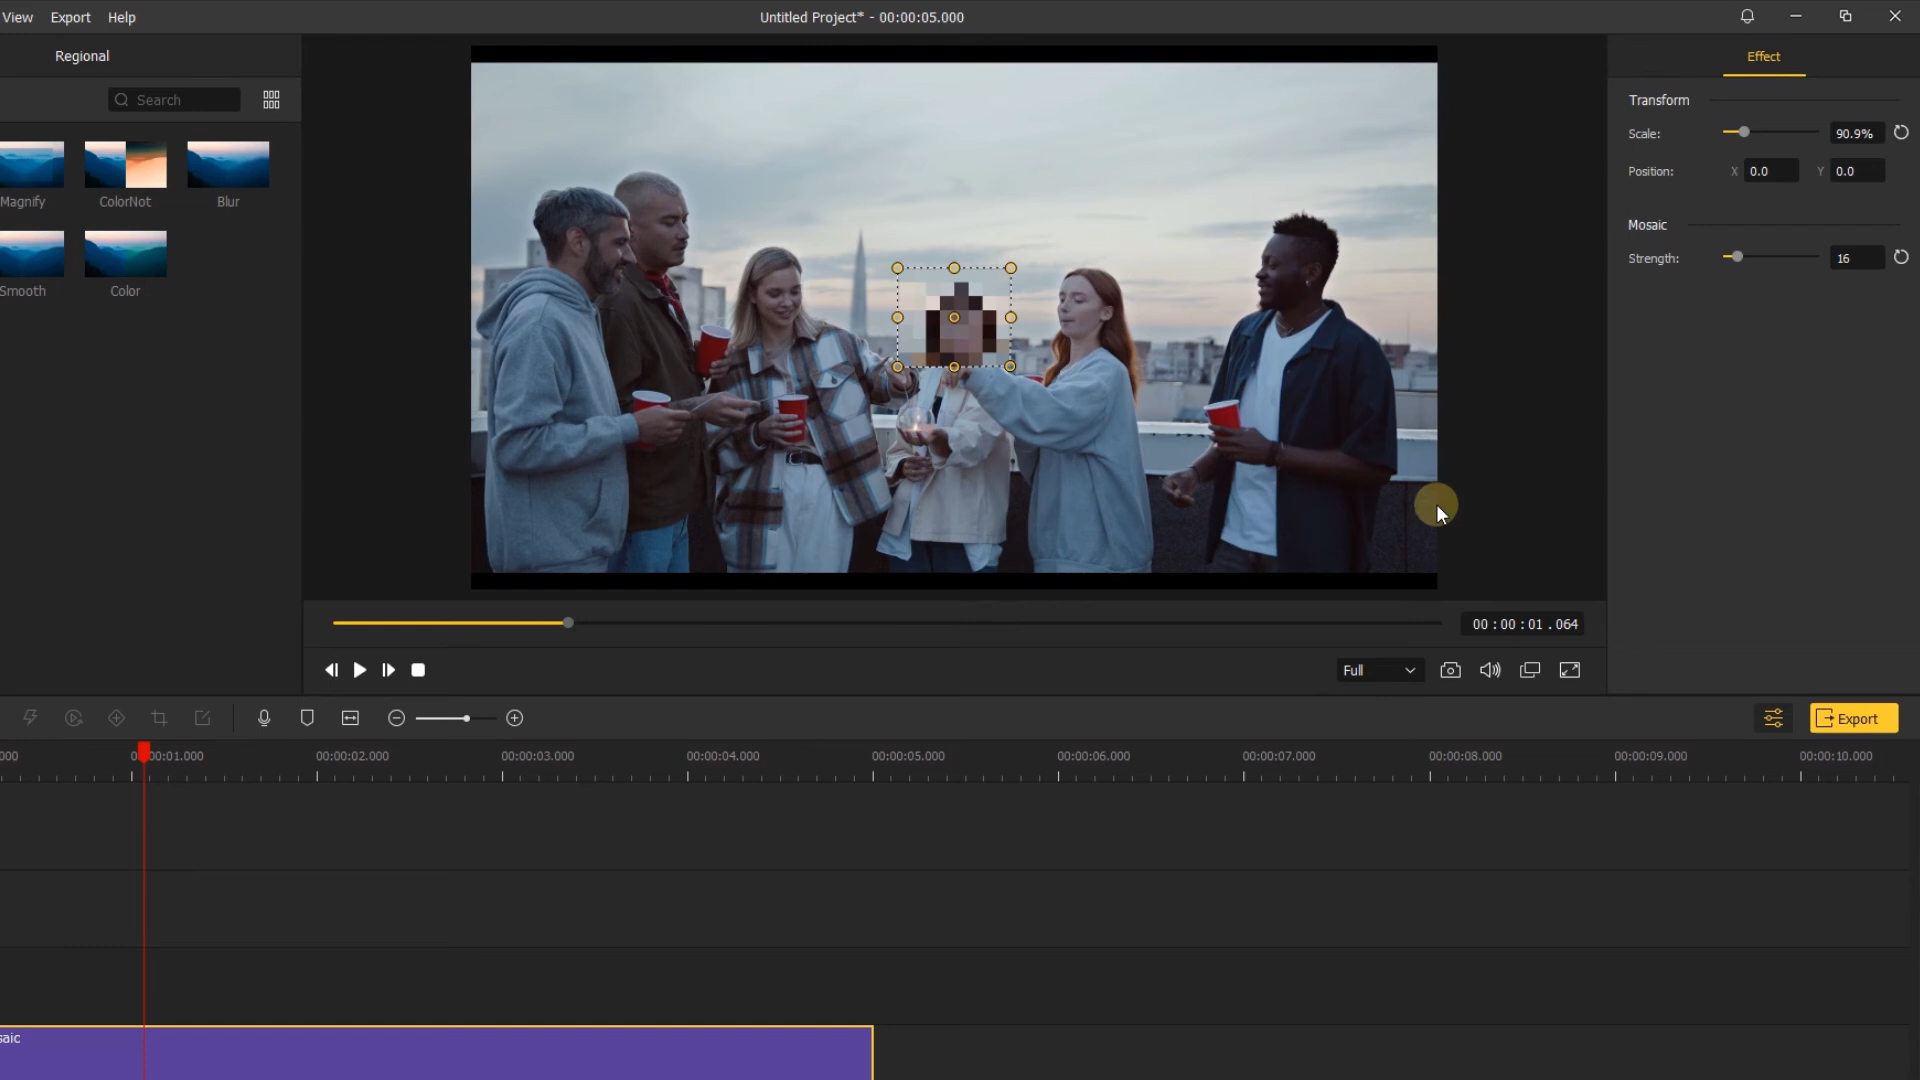 View Export Help
Untitled Project* - 00:00:05.000
Regional
Search
Magnify ColorNot Blur
Smooth Color
Effect
Transform
Scale: 90.9%
Position: X 0.0 Y 0.0
Mosaic
Strength: 16
00 : 00 : 01 . 064
Full
Export
000 00:00:01.000 00:00:02.000 00:00:03.000 00:00:04.000 00:00:05.000 00:00:06.000 00:00:07.000 00:00:08.000 00:00:09.000 00:00:10.000
saic